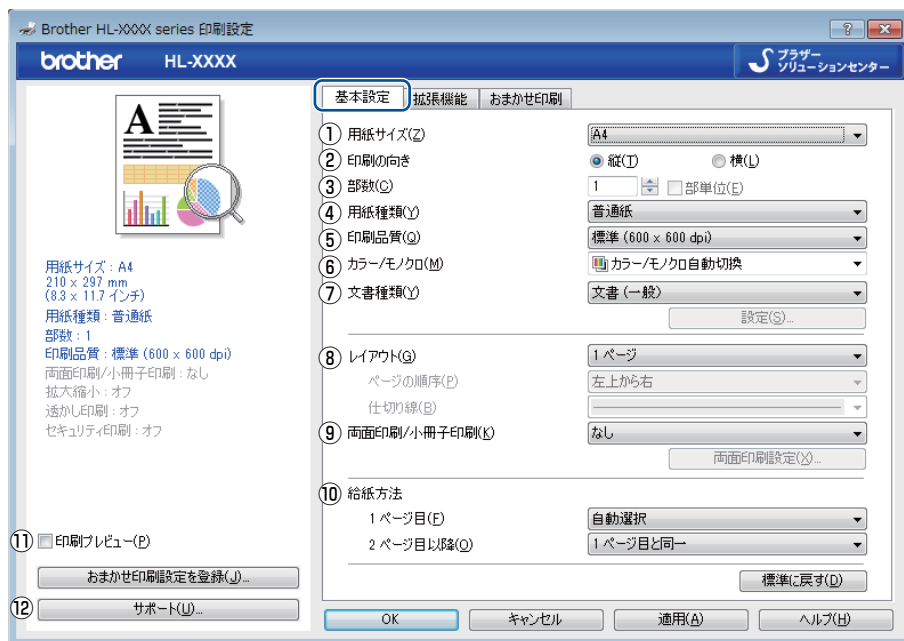 Brother HL-XXXX series 印刷設定
brother HL-XXXX
ブラザー
ソリューションセンター
A
用紙サイズ : A4
210 x 297 mm
(8.3 x 11.7 インチ)
用紙種類 : 普通紙
部数 : 1
印刷品質 : 標準 (600 x 600 dpi)
両面印刷/小冊子印刷 : なし
拡大縮小 : オフ
透かし印刷 : オフ
セキュリティ印刷 : オフ
⑪ 印刷プレビュー(P)
おまかせ印刷設定を登録(J)...
⑫ サポート(U)...
基本設定 拡張機能 おまかせ印刷
① 用紙サイズ(Z) A4
② 印刷の向き 縦(T) 横(L)
③ 部数(C) 1 部単位(E)
④ 用紙種類(Y) 普通紙
⑤ 印刷品質(Q) 標準 (600 x 600 dpi)
⑥ カラー/モノクロ(M) カラー/モノクロ自動切換
⑦ 文書種類(Y) 文書 (一般)
設定(S)...
⑧ レイアウト(G) 1 ページ
ページの順序(P) 左上から右
仕切り線(B)
⑨ 両面印刷/小冊子印刷(K) なし
両面印刷設定(X)...
⑩ 給紙方法
1 ページ目(F) 自動選択
2 ページ目以降(O) 1 ページ目と同一
標準に戻す(D)
OK キャンセル 適用(A) ヘルプ(H)